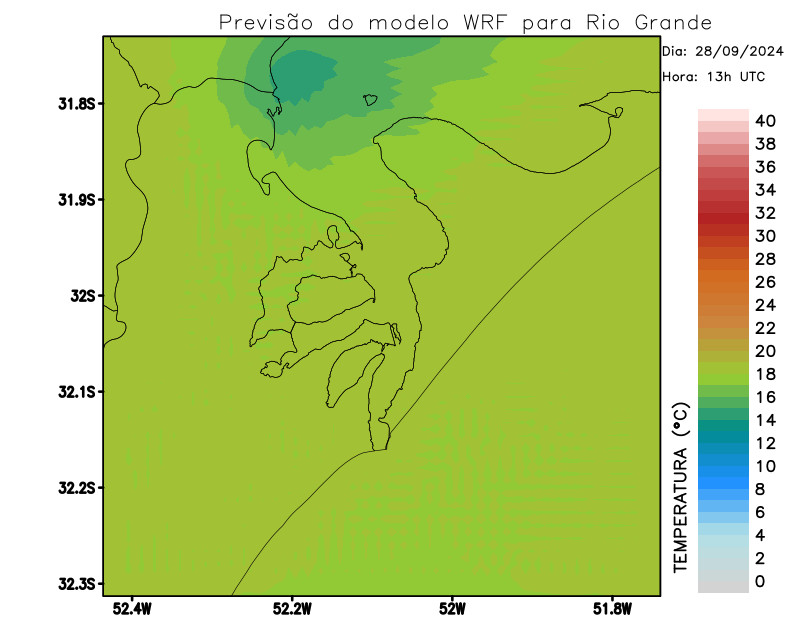 Previsão do modelo WRF para Rio Grande
Dia: 28/09/2024
Hora: 13h UTC
31.8S
31.9S
32S
32.1S
32.2S
32.3S
52.4W
52.2W
52W
51.8W
TEMPERATURA (°C)
40
38
36
34
32
30
28
26
24
22
20
18
16
14
12
10
8
6
4
2
0